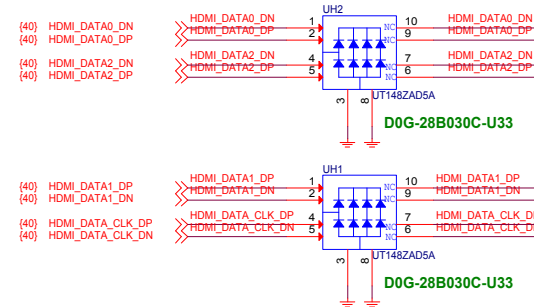 UH2
{40} HDMI_DATA0_DN HDMI_DATA0_DN 1 NC 10 HDMI_DATA0_DN
{40} HDMI_DATA0_DP HDMI_DATA0_DP 2 NC 9 HDMI_DATA0_DP
{40} HDMI_DATA2_DN HDMI_DATA2_DN 4 NC 7 HDMI_DATA2_DN
{40} HDMI_DATA2_DP HDMI_DATA2_DP 5 NC 6 HDMI_DATA2_DP
3 8 UT148ZAD5A
D0G-28B030C-U33
UH1
{40} HDMI_DATA1_DP HDMI_DATA1_DP 1 NC 10 HDMI_DATA1_DP
{40} HDMI_DATA1_DN HDMI_DATA1_DN 2 NC 9 HDMI_DATA1_DN
{40} HDMI_DATA_CLK_DP HDMI_DATA_CLK_DP 4 NC 7 HDMI_DATA_CLK_D
{40} HDMI_DATA_CLK_DN HDMI_DATA_CLK_DN 5 NC 6 HDMI_DATA_CLK_D
3 8 UT148ZAD5A
D0G-28B030C-U33